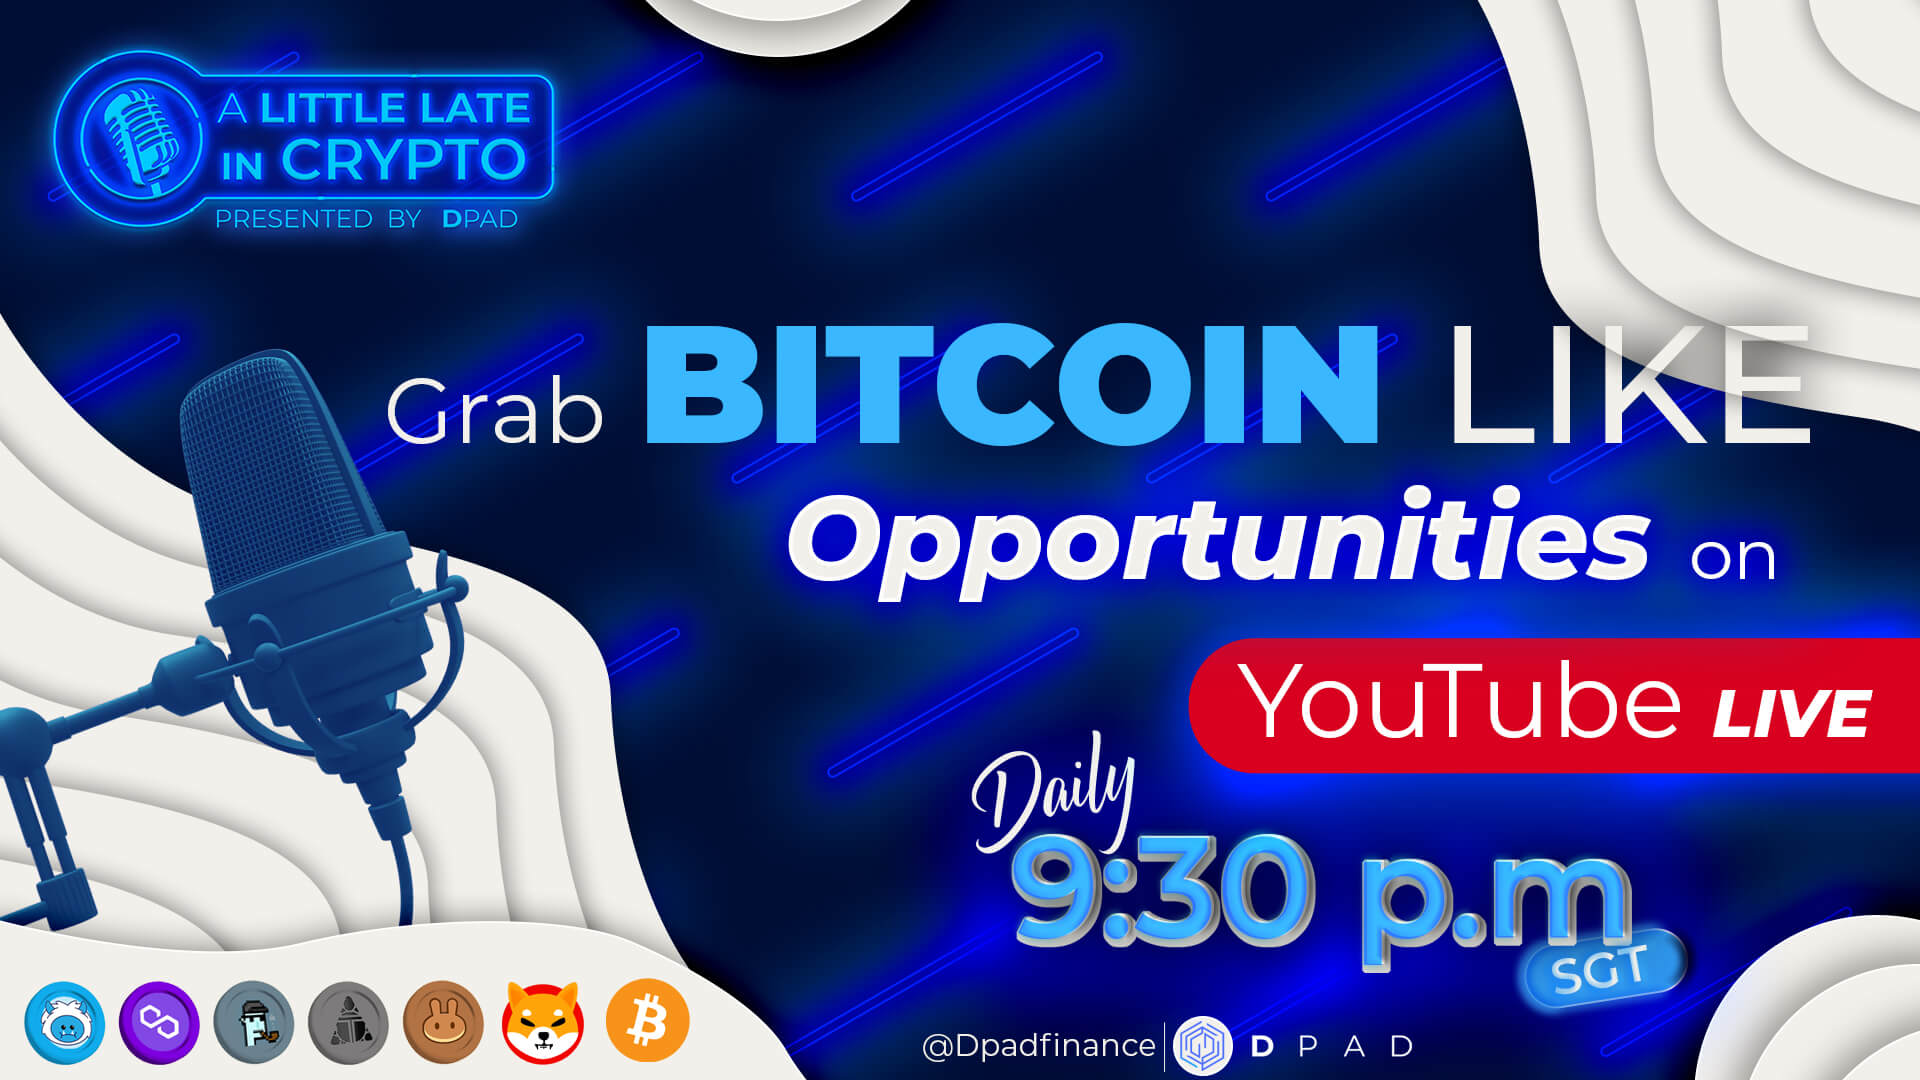 A LITTLE LATE
IN CRYPTO
PRESENTED BY DPAD
Grab BITCOIN LIKE
Opportunities on
YouTube LIVE
Daily
9:30 p.m
SGT
@Dpadfinance DPAD